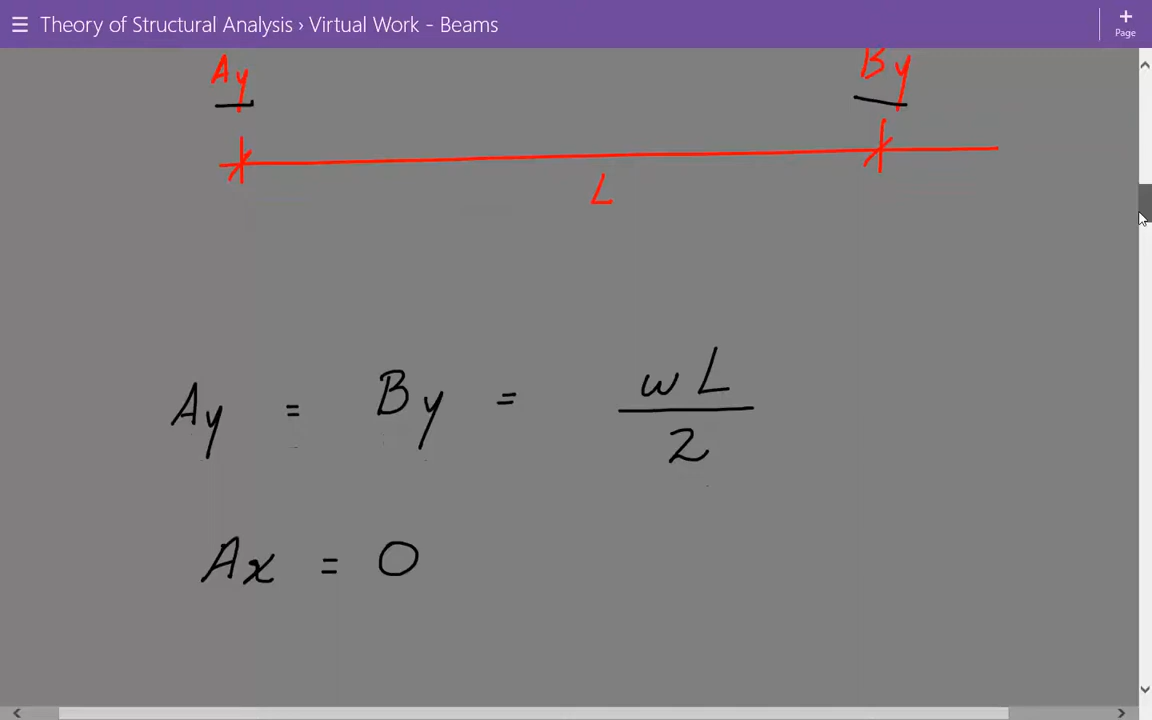 Theory of Structural Analysis › Virtual Work - Beams
+
Page
Ay By
L
Ay = By = wL/2
Ax = 0